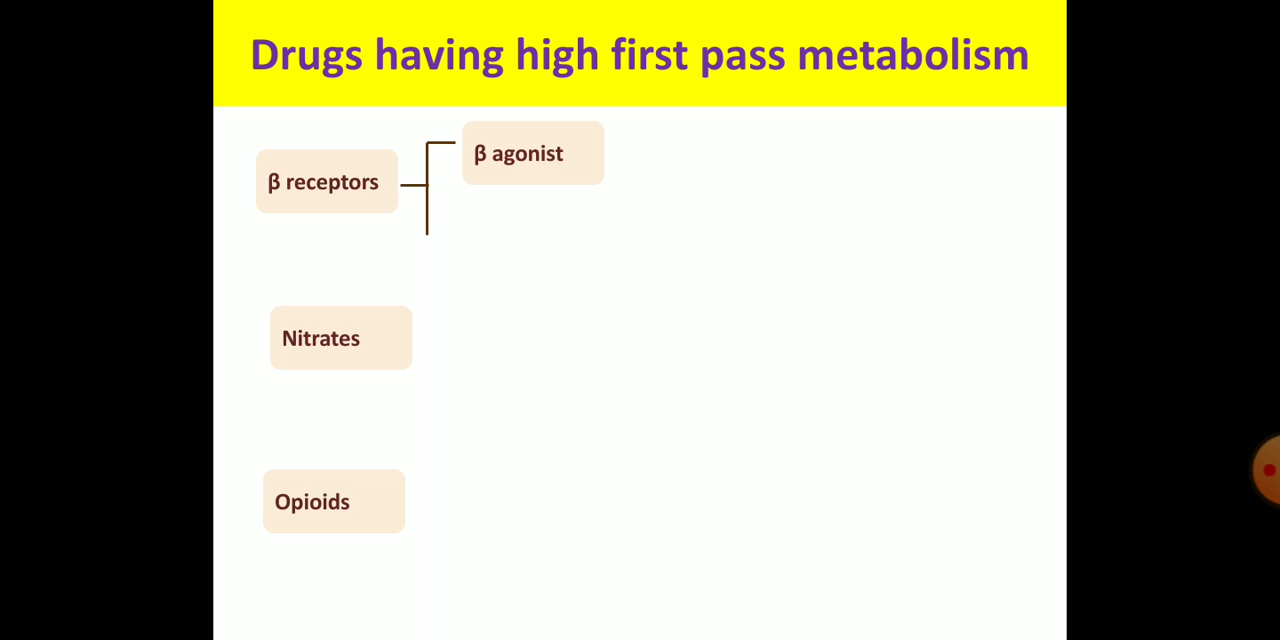 Drugs having high first pass metabolism
β agonist
β receptors
Nitrates
Opioids